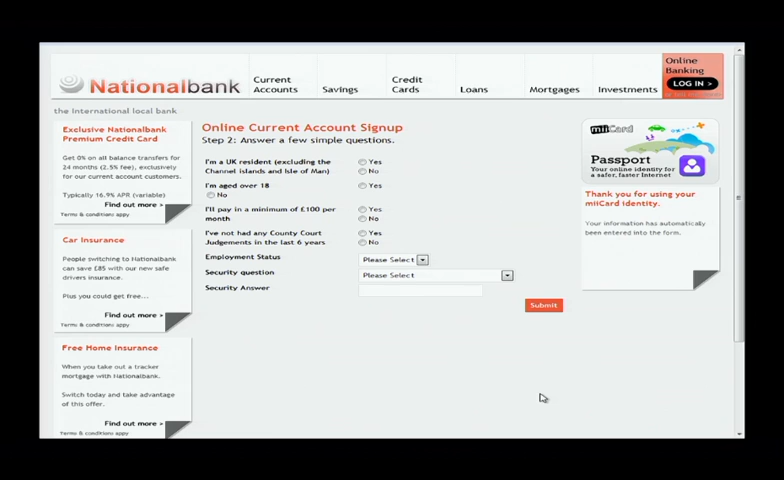 Nationalbank
Current
Accounts
Savings
Credit
Cards
Loans
Mortgages
Investments
Online
Banking
LOG IN >
the international local bank
Exclusive Nationalbank
Premium Credit Card
Get 0% on all balance transfers for
24 months (2.5% fee), exclusively
for our current account customers.
Typically 16.9% APR (variable)
Find out more >
Terms & conditions apply
Car Insurance
People switching to Nationalbank
can save £85 with our new safe
drivers insurance.
Plus you could get free...
Find out more >
Terms & conditions apply
Free Home Insurance
When you take out a tracker
mortgage with Nationalbank.
Switch today and take advantage
of this offer.
Find out more >
Terms & conditions apply
Online Current Account Signup
Step 2: Answer a few simple questions.
I'm a UK resident (excluding the
Channel islands and Isle of Man)
Yes
No
I'm aged over 18
Yes
No
I'll pay in a minimum of £100 per
month
Yes
No
I've not had any County Court
Judgements in the last 6 years
Yes
No
Employment Status
Please Select
Security question
Please Select
Security Answer
Submit
miiCard
Passport
Your online identity for
a safer, faster Internet
Thank you for using your
miiCard identity.
Your information has automatically
been entered into the form.